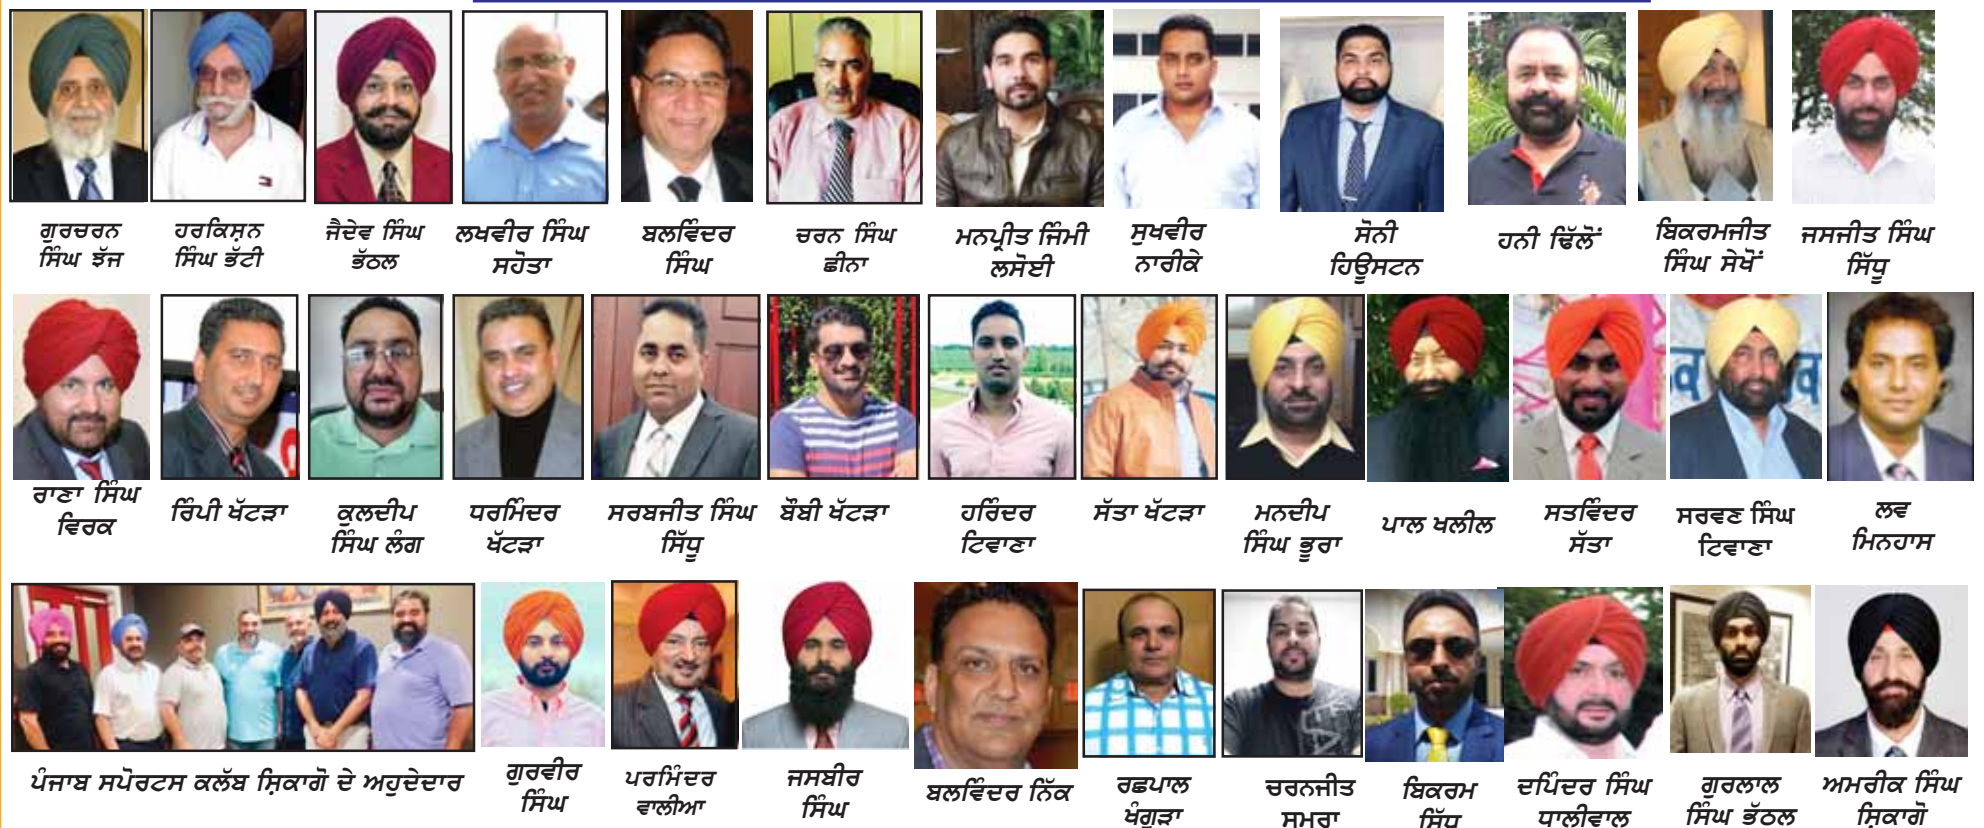 ਗੁਰਚਰਨ
ਸਿੰਘ ਝੱਜ
ਹਰਕਿਸ਼ਨ
ਸਿੰਘ ਭੱਟੀ
ਜੈਦੇਵ ਸਿੰਘ
ਭੱਠਲ
ਲਖਵੀਰ ਸਿੰਘ
ਸਹੋਤਾ
ਬਲਵਿੰਦਰ
ਸਿੰਘ
ਚਰਨ ਸਿੰਘ
ਛੀਨਾ
ਮਨਪ੍ਰੀਤ ਜਿੰਮੀ
ਲਸੋਈ
ਸੁਖਵੀਰ
ਨਾਰੀਕੇ
ਸੋਨੀ
ਹਿਊਸਟਨ
ਹਨੀ ਢਿੱਲੋਂ
ਬਿਕਰਮਜੀਤ
ਸਿੰਘ ਸੇਖੋਂ
ਜਸਜੀਤ ਸਿੰਘ
ਸਿੱਧੂ
ਰਾਣਾ ਸਿੰਘ
ਵਿਰਕ
ਰਿੰਪੀ ਖੱਟੜਾ
ਕੁਲਦੀਪ
ਸਿੰਘ ਲੰਗ
ਧਰਮਿੰਦਰ
ਖੱਟੜਾ
ਸਰਬਜੀਤ ਸਿੰਘ
ਸਿੱਧੂ
ਬੌਬੀ ਖੱਟੜਾ
ਹਰਿੰਦਰ
ਟਿਵਾਣਾ
ਸੱਤਾ ਖੱਟੜਾ
ਮਨਦੀਪ
ਸਿੰਘ ਭੂਰਾ
ਪਾਲ ਖਲੀਲ
ਸਤਵਿੰਦਰ
ਸੱਤਾ
ਸਰਵਣ ਸਿੰਘ
ਟਿਵਾਣਾ
ਲਵ
ਮਿਨਹਾਸ
ਪੰਜਾਬ ਸਪੋਰਟਸ ਕਲੱਬ ਸ਼ਿਕਾਗੋ ਦੇ ਅਹੁਦੇਦਾਰ
ਗੁਰਵੀਰ
ਸਿੰਘ
ਪਰਮਿੰਦਰ
ਵਾਲੀਆ
ਜਸਬੀਰ
ਸਿੰਘ
ਬਲਵਿੰਦਰ ਨਿੱਕ
ਰਛਪਾਲ
ਖੰਗੂੜਾ
ਚਰਨਜੀਤ
ਸਮਰਾ
ਬਿਕਰਮ
ਸਿੱਧੂ
ਦਪਿੰਦਰ ਸਿੰਘ
ਧਾਲੀਵਾਲ
ਗੁਰਲਾਲ
ਸਿੰਘ ਭੱਠਲ
ਅਮਰੀਕ ਸਿੰਘ
ਸ਼ਿਕਾਗੋ